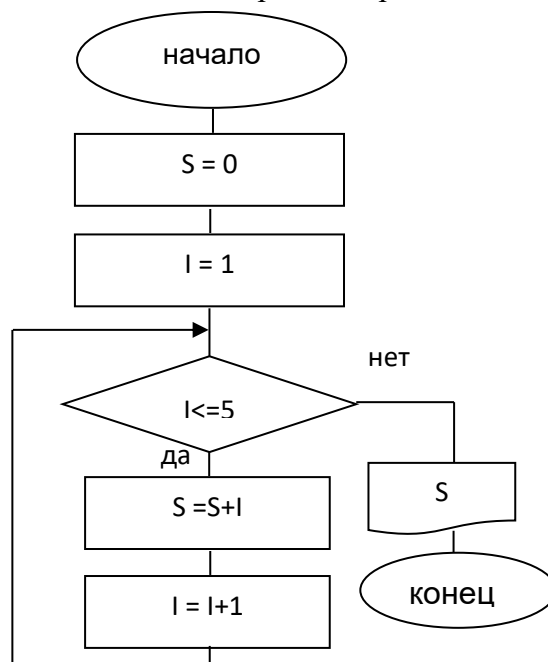 начало
S = 0
I = 1
нет
I<=5
да
S =S+I
S
I = I+1
конец